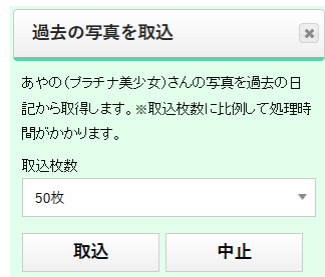 過去の写真を取込
あやの(プラチナ美少女)さんの写真を過去の日
記から取得します。※取込枚数に比例して処理時
間がかかります。
取込枚数
50枚
取込 中止